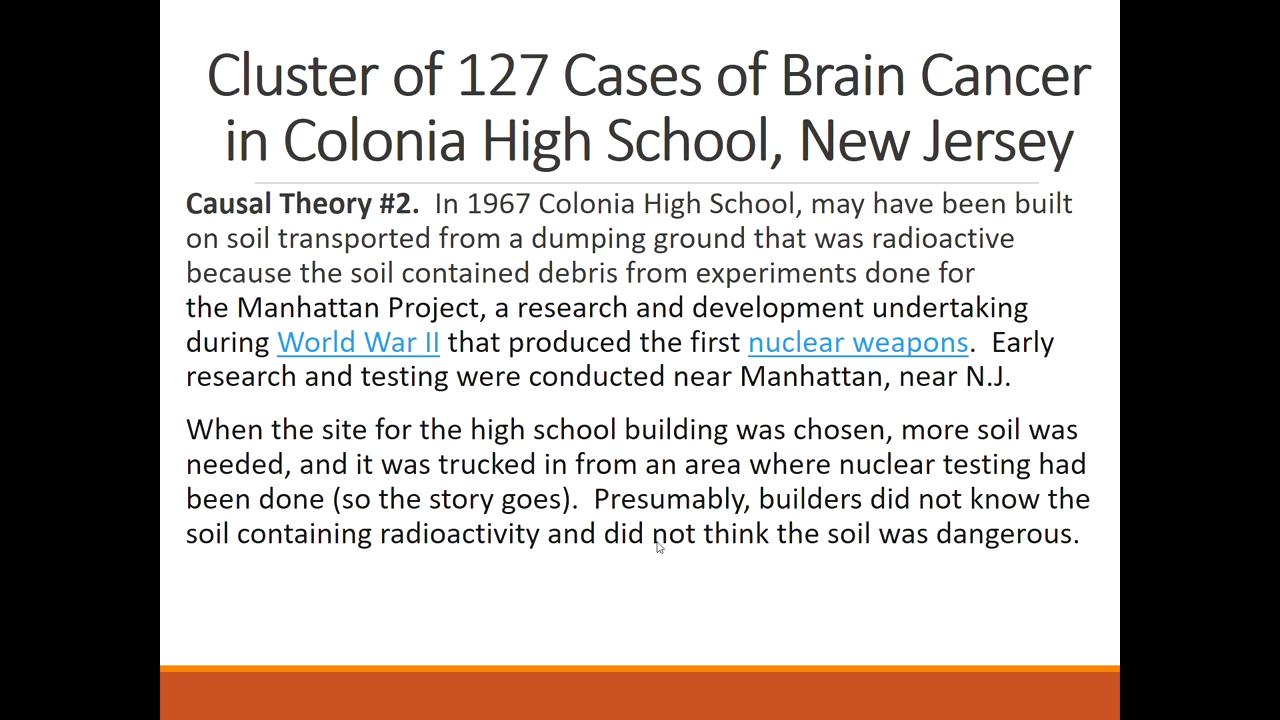 Cluster of 127 Cases of Brain Cancer
in Colonia High School, New Jersey
Causal Theory #2. In 1967 Colonia High School, may have been built
on soil transported from a dumping ground that was radioactive
because the soil contained debris from experiments done for
the Manhattan Project, a research and development undertaking
during World War II that produced the first nuclear weapons. Early
research and testing were conducted near Manhattan, near N.J.
When the site for the high school building was chosen, more soil was
needed, and it was trucked in from an area where nuclear testing had
been done (so the story goes). Presumably, builders did not know the
soil containing radioactivity and did not think the soil was dangerous.